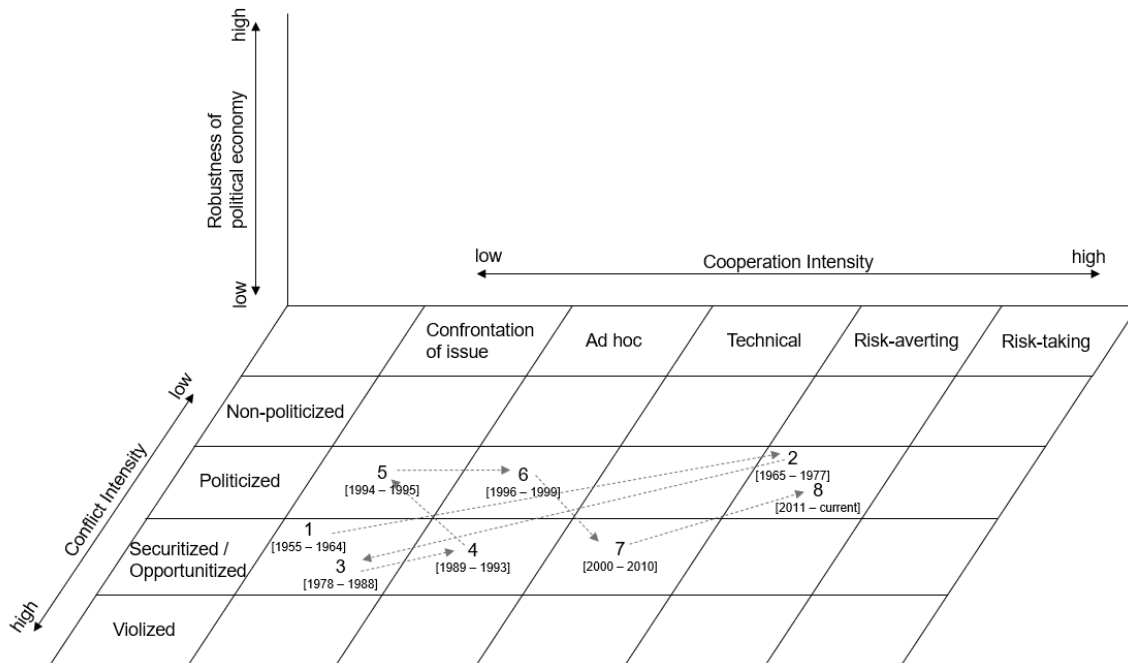 high
Robustness of
political economy
low
low
Cooperation Intensity
high
Confrontation
of issue
Ad hoc
Technical
Risk-averting
Risk-taking
low
Conflict Intensity
high
Non-politicized
Politicized
Securitized /
Opportunitized
Violized
1
[1955 – 1964]
2
[1965 – 1977]
3
[1978 – 1988]
4
[1989 – 1993]
5
[1994 – 1995]
6
[1996 – 1999]
7
[2000 – 2010]
8
[2011 – current]